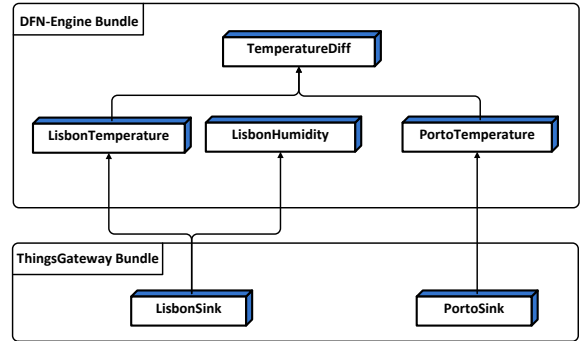 DFN-Engine Bundle
TemperatureDiff
LisbonTemperature
LisbonHumidity
PortoTemperature
ThingsGateway Bundle
LisbonSink
PortoSink